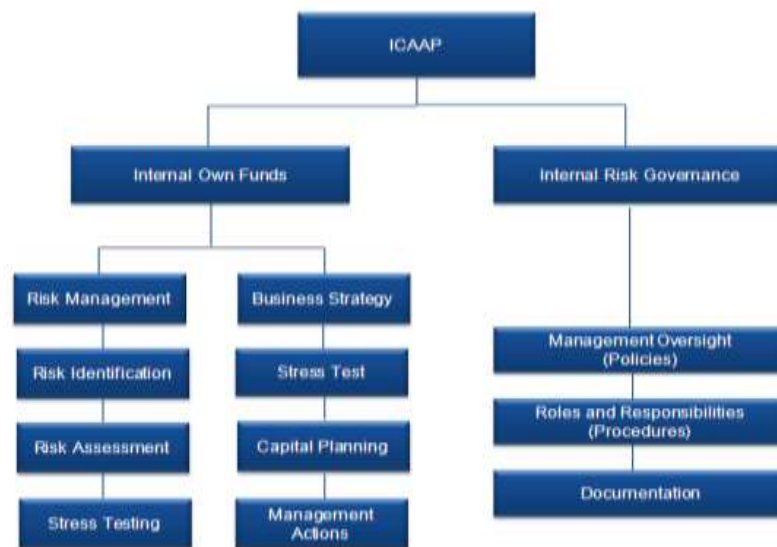 ICAAP
Internal Own Funds
Internal Risk Governance
Risk Management
Business Strategy
Risk Identification
Stress Test
Risk Assessment
Capital Planning
Stress Testing
Management
Actions
Management Oversight
(Policies)
Roles and Responsibilities
(Procedures)
Documentation